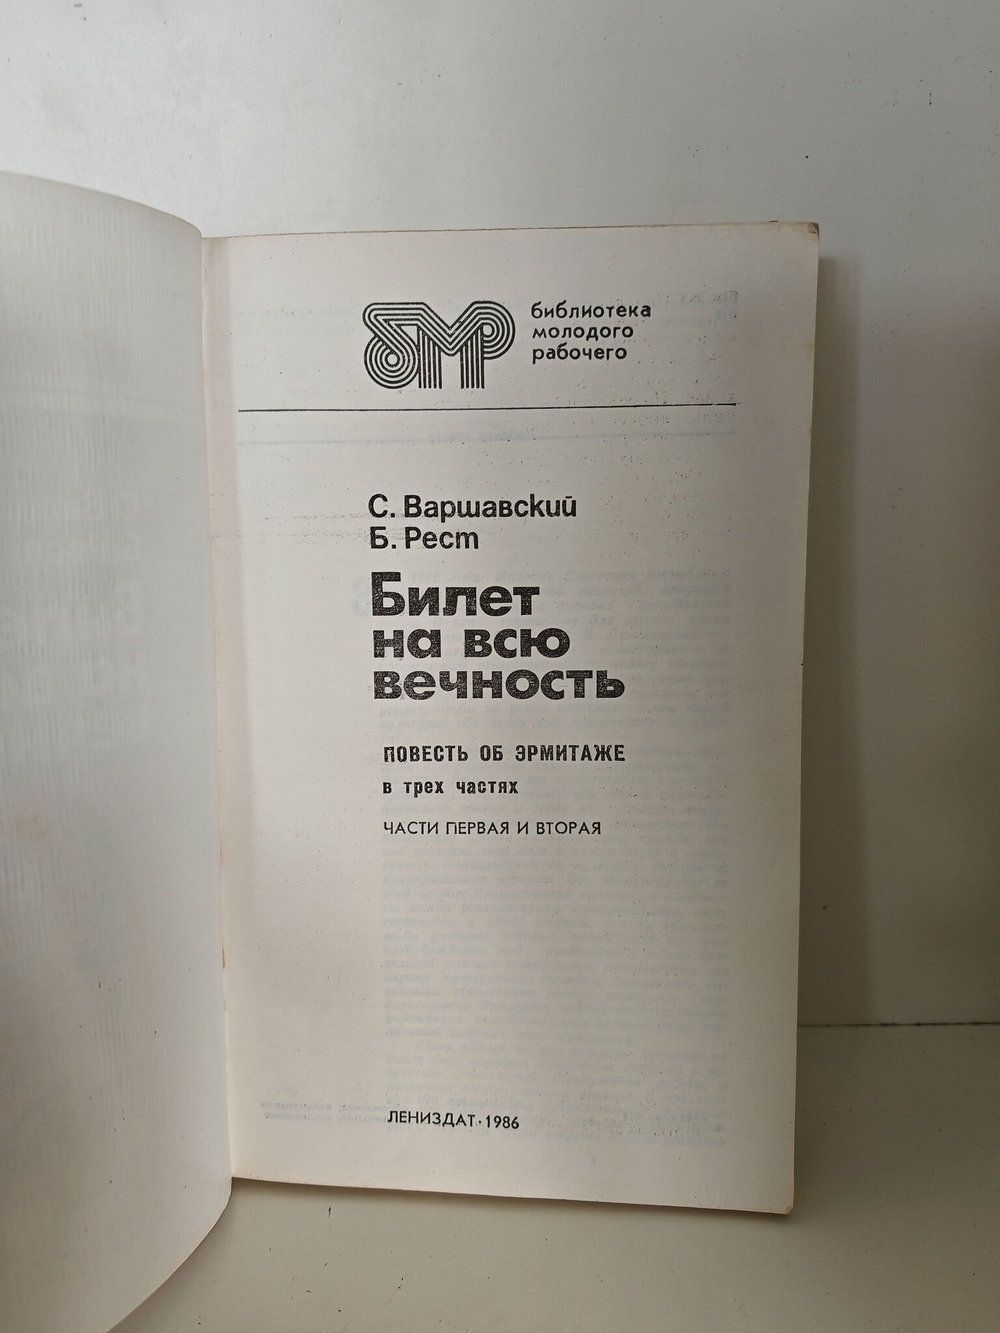 БМР
библиотека
молодого
рабочего
С. Варшавский
Б. Рест
Билет
на всю
вечность
ПОВЕСТЬ ОБ ЭРМИТАЖЕ
в трех частях
ЧАСТИ ПЕРВАЯ И ВТОРАЯ
ЛЕНИЗДАТ·1986